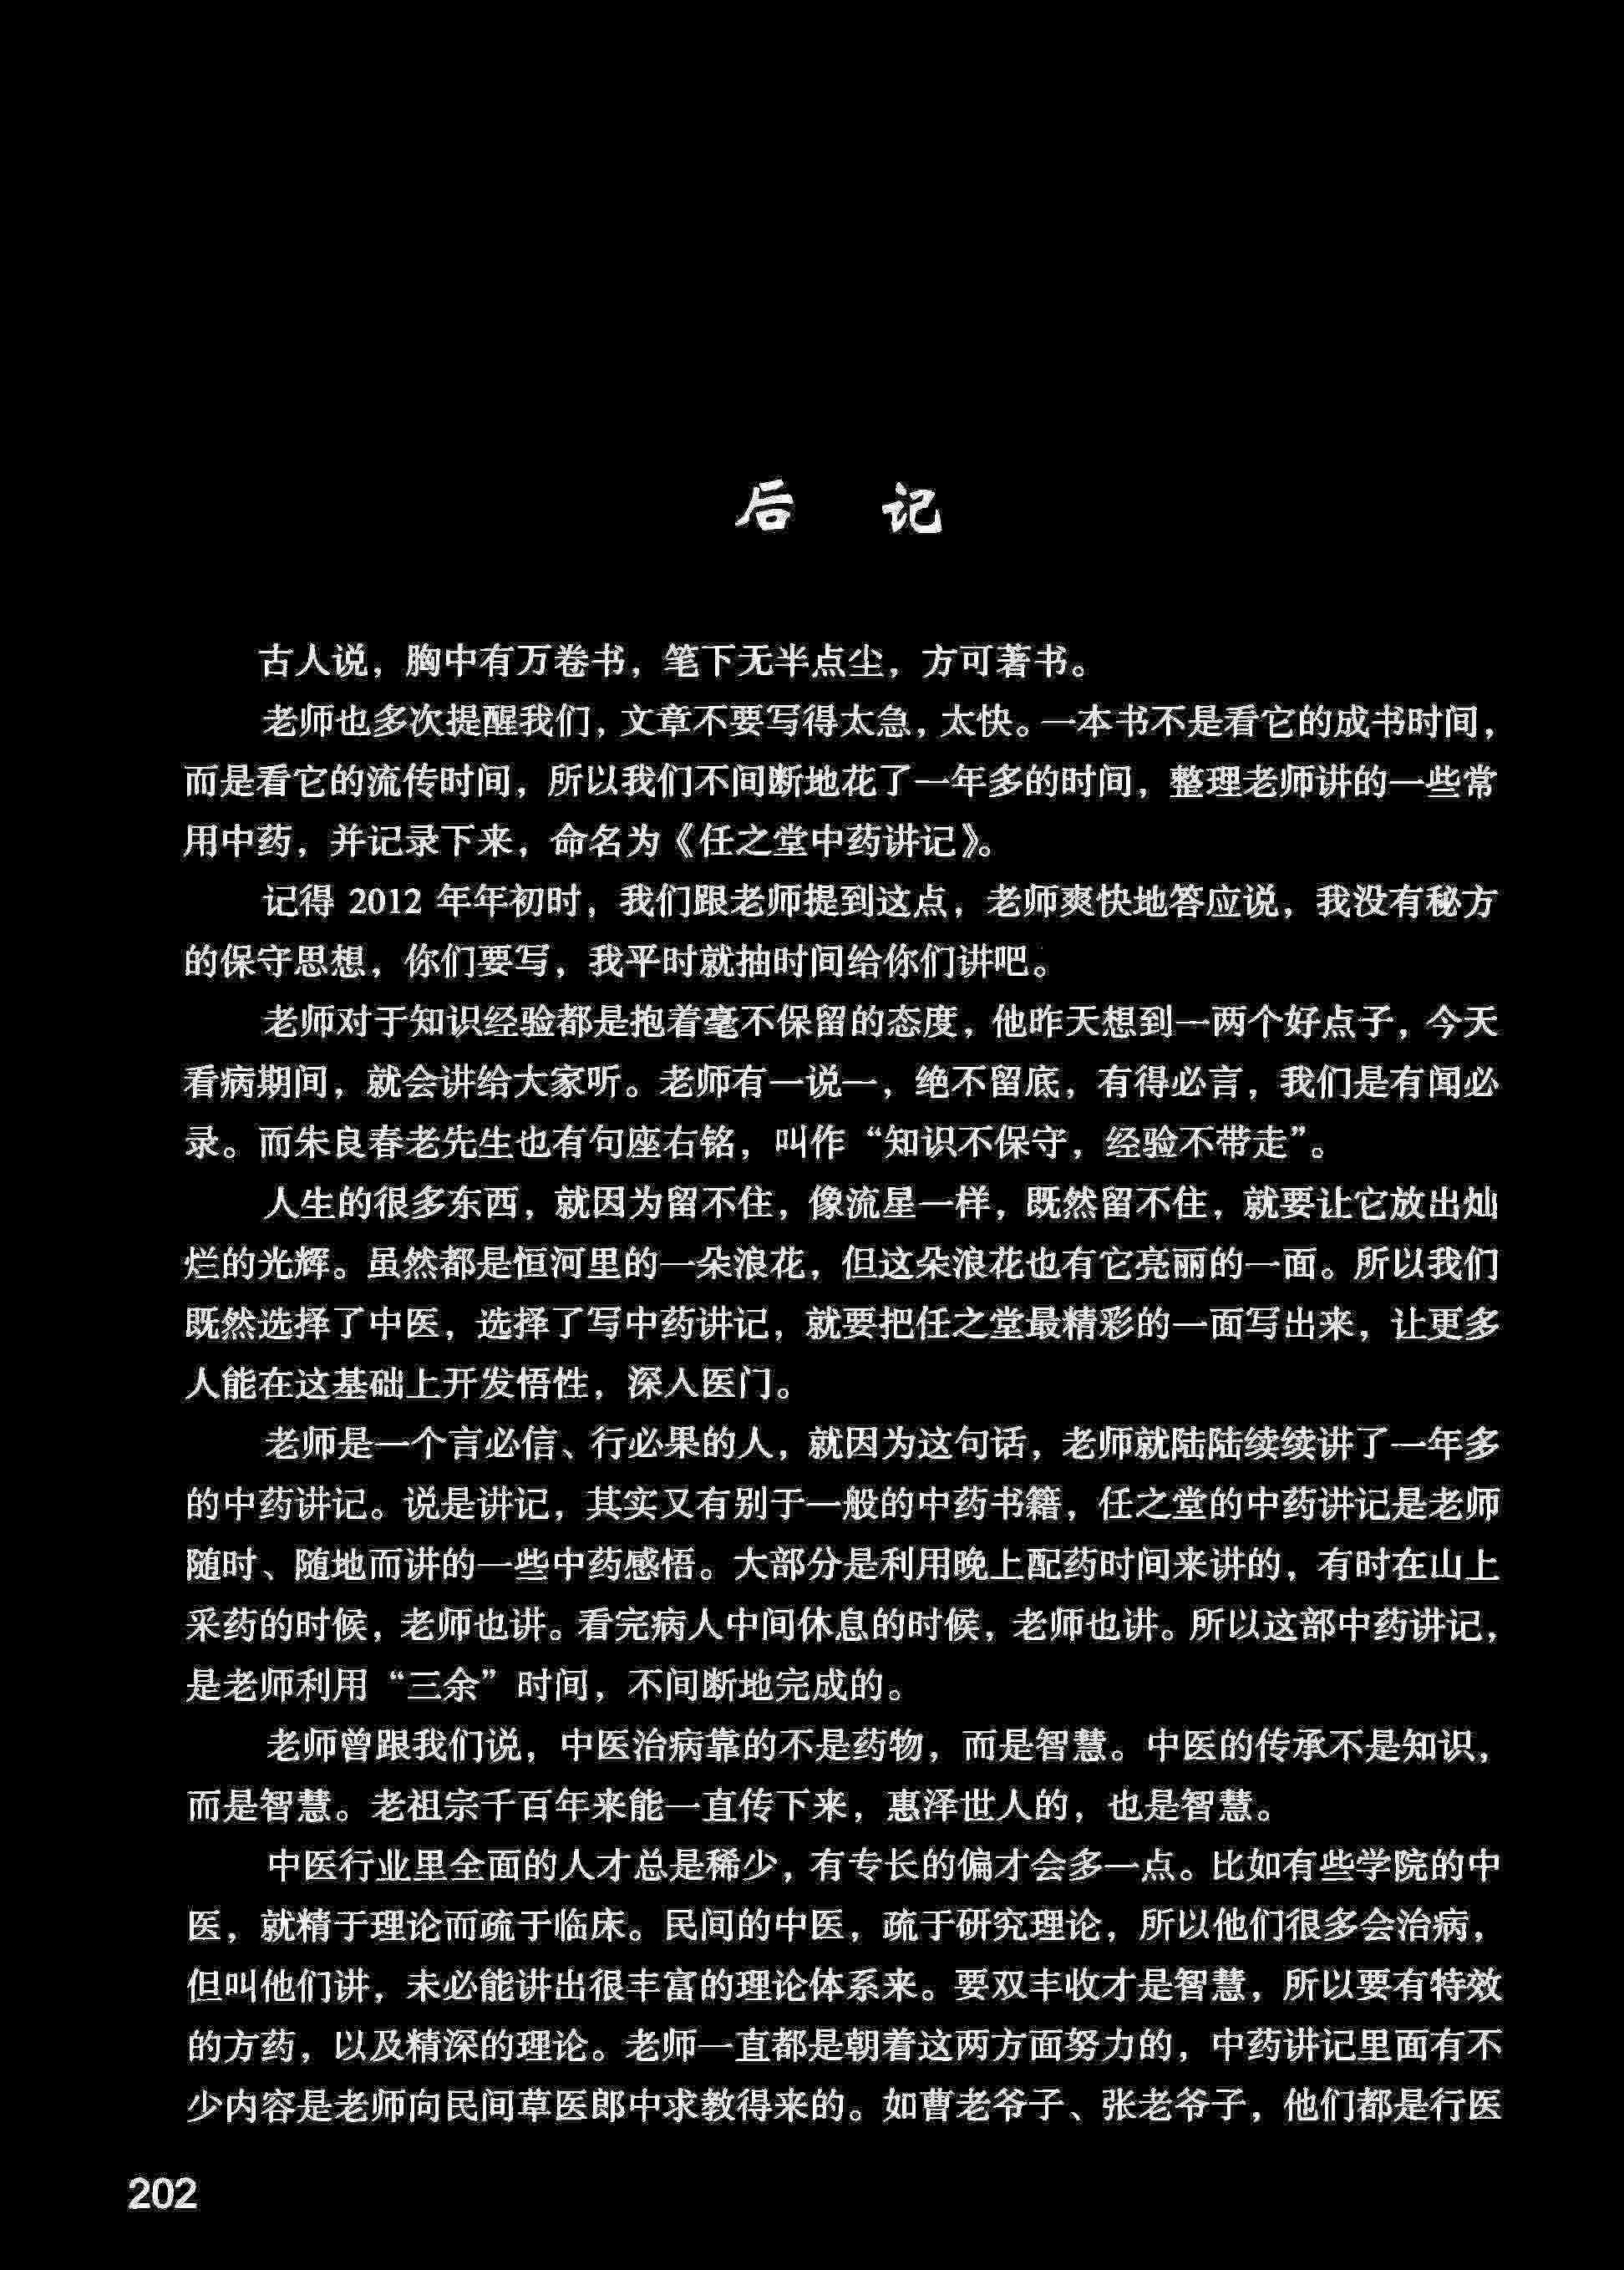 后 记
古人说，胸中有万卷书，笔下无半点尘，方可著书。
老师也多次提醒我们，文章不要写得太急，太快。一本书不是看它的成书时间，
而是看它的流传时间，所以我们不间断地花了一年多的时间，整理老师讲的一些常
用中药，并记录下来，命名为《任之堂中药讲记》。
记得 2012 年年初时，我们跟老师提到这点，老师爽快地答应说，我没有秘方
的保守思想，你们要写，我平时就抽时间给你们讲吧。
老师对于知识经验都是抱着毫不保留的态度，他昨天想到一两个好点子，今天
看病期间，就会讲给大家听。老师有一说一，绝不留底，有得必言，我们是有闻必
录。而朱良春老先生也有句座右铭，叫作“知识不保守，经验不带走”。
人生的很多东西，就因为留不住，像流星一样，既然留不住，就要让它放出灿
烂的光辉。虽然都是恒河里的一朵浪花，但这朵浪花也有它亮丽的一面。所以我们
既然选择了中医，选择了写中药讲记，就要把任之堂最精彩的一面写出来，让更多
人能在这基础上开发悟性，深入医门。
老师是一个言必信、行必果的人，就因为这句话，老师就陆陆续续讲了一年多
的中药讲记。说是讲记，其实又有别于一般的中药书籍，任之堂的中药讲记是老师
随时、随地而讲的一些中药感悟。大部分是利用晚上配药时间来讲的，有时在山上
采药的时候，老师也讲。看完病人中间休息的时候，老师也讲。所以这部中药讲记，
是老师利用“三余”时间，不间断地完成的。
老师曾跟我们说，中医治病靠的不是药物，而是智慧。中医的传承不是知识，
而是智慧。老祖宗千百年来能一直传下来，惠泽世人的，也是智慧。
中医行业里全面的人才总是稀少，有专长的偏才会多一点。比如有些学院的中
医，就精于理论而疏于临床。民间的中医，疏于研究理论，所以他们很多会治病，
但叫他们讲，未必能讲出很丰富的理论体系来。要双丰收才是智慧，所以要有特效
的方药，以及精深的理论。老师一直都是朝着这两方面努力的，中药讲记里面有不
少内容是老师向民间草医郎中求教得来的。如曹老爷子、张老爷子，他们都是行医
202